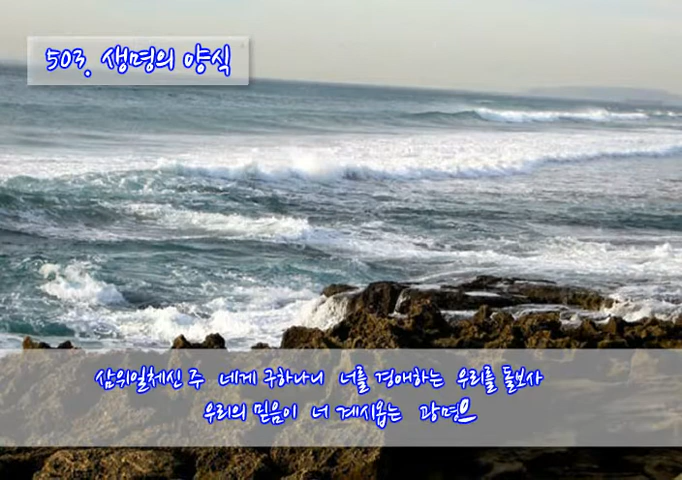 503. 생명의 양식
삼위일체신 주 네게 구하나니 너를 경애하는 우리를 돌보사
우리의 믿음이 너 계시옵는 광명으